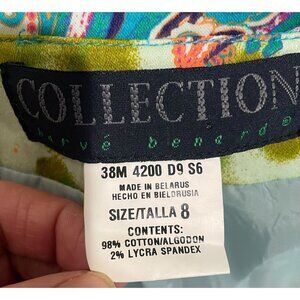 COLLECTION
harvé benard
38M 4200 D9 S6
MADE IN BELARUS
HECHO EN BIELORUSIA
SIZE/TALLA 8
CONTENTS:
98% COTTON/ALGODON
2% LYCRA SPANDEX